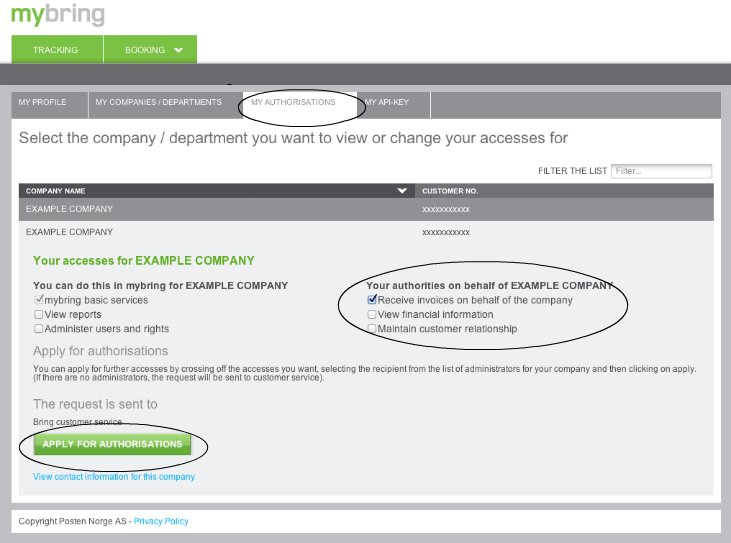 mybring
TRACKING BOOKING
MY PROFILE MY COMPANIES / DEPARTMENTS MY AUTHORISATIONS MY API-KEY
Select the company / department you want to view or change your accesses for
FILTER THE LIST Filter...
COMPANY NAME CUSTOMER NO.
EXAMPLE COMPANY xxxxxxxxxxx
EXAMPLE COMPANY xxxxxxxxxxx
Your accesses for EXAMPLE COMPANY
You can do this in mybring for EXAMPLE COMPANY
mybring basic services
View reports
Administer users and rights
Your authorities on behalf of EXAMPLE COMPANY
Receive invoices on behalf of the company
View financial information
Maintain customer relationship
Apply for authorisations
You can apply for further accesses by crossing off the accesses you want, selecting the recipient from the list of administrators for your company and then clicking on apply.
(If there are no administrators, the request will be sent to customer service).
The request is sent to
Bring customer service
APPLY FOR AUTHORISATIONS
View contact information for this company
Copyright Posten Norge AS - Privacy Policy